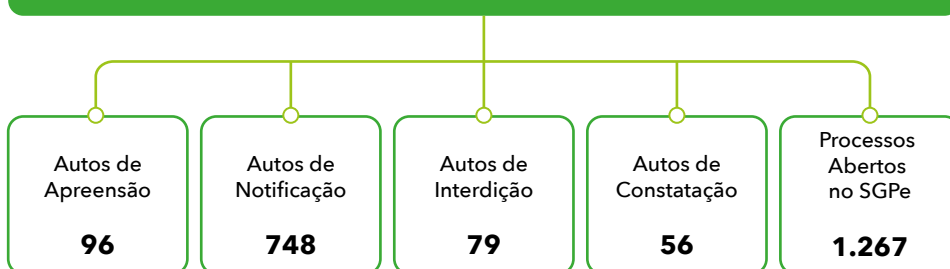 Autos de
Apreensão
96
Autos de
Notificação
748
Autos de
Interdição
79
Autos de
Constatação
56
Processos
Abertos
no SGPe
1.267